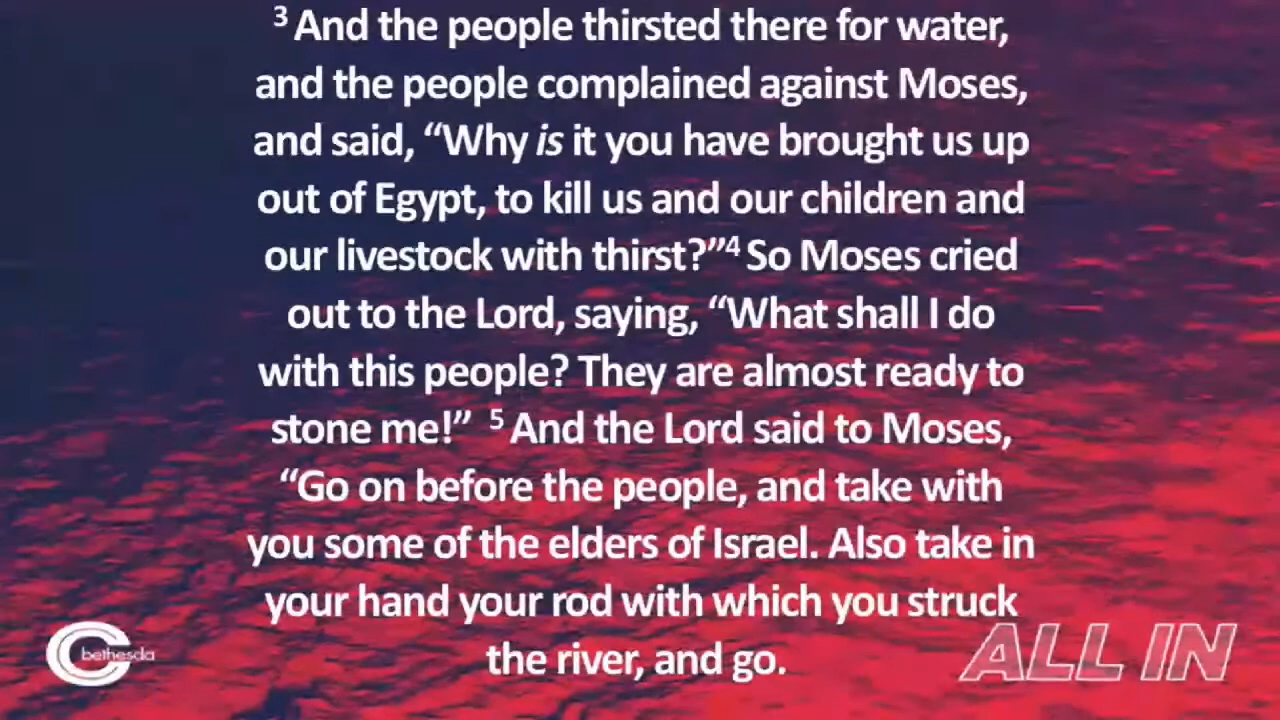 ³ And the people thirsted there for water,
and the people complained against Moses,
and said, “Why is it you have brought us up
out of Egypt, to kill us and our children and
our livestock with thirst?”⁴ So Moses cried
out to the Lord, saying, “What shall I do
with this people? They are almost ready to
stone me!” ⁵ And the Lord said to Moses,
“Go on before the people, and take with
you some of the elders of Israel. Also take in
your hand your rod with which you struck
the river, and go.
bethesda
ALL IN